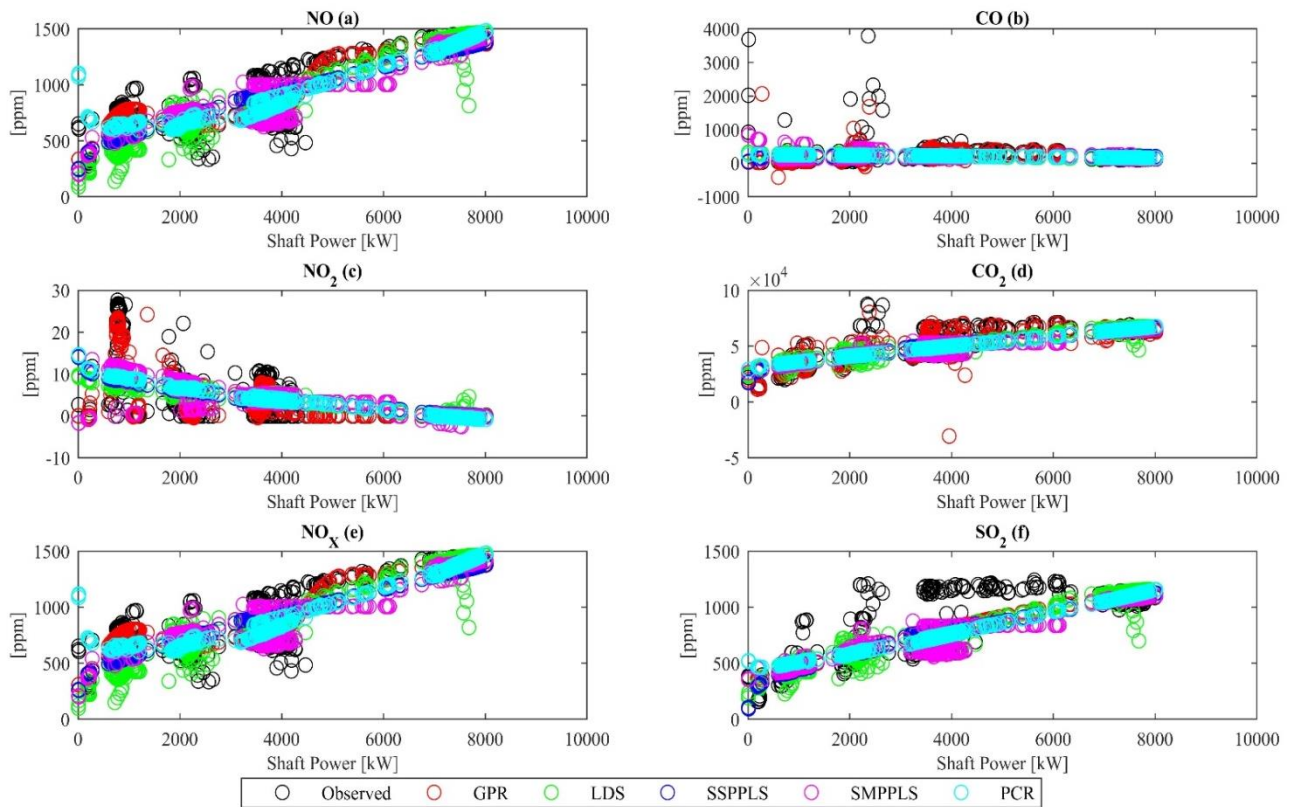 NO (a)
1500
1000
500
0
[ppm]
0 2000 4000 6000 8000 10000
Shaft Power [kW]
CO (b)
4000
3000
2000
1000
0
-1000
[ppm]
0 2000 4000 6000 8000 10000
Shaft Power [kW]
NO2 (c)
30
20
10
0
-10
[ppm]
0 2000 4000 6000 8000 10000
Shaft Power [kW]
CO2 (d)
×10^4
10
5
0
-5
[ppm]
0 2000 4000 6000 8000 10000
Shaft Power [kW]
NOX (e)
1500
1000
500
0
[ppm]
0 2000 4000 6000 8000 10000
Shaft Power [kW]
SO2 (f)
1500
1000
500
0
[ppm]
0 2000 4000 6000 8000 10000
Shaft Power [kW]
Observed GPR LDS SSPPLS SMPPLS PCR